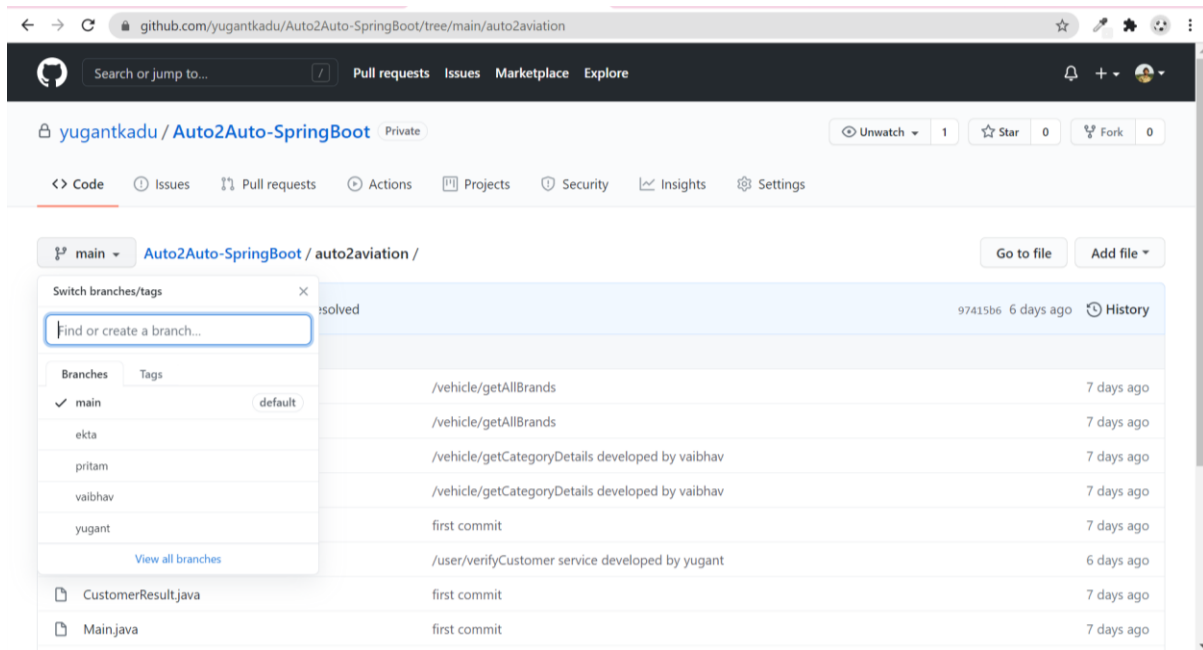 github.com/yugantkadu/Auto2Auto-SpringBoot/tree/main/auto2aviation
Search or jump to... / Pull requests Issues Marketplace Explore
yugantkadu / Auto2Auto-SpringBoot Private Unwatch 1 Star 0 Fork 0
<> Code Issues Pull requests Actions Projects Security Insights Settings
main Auto2Auto-SpringBoot / auto2aviation / Go to file Add file
Switch branches/tags
esolved 97415b6 6 days ago History
Find or create a branch...
Branches Tags
/vehicle/getAllBrands 7 days ago
main default
/vehicle/getAllBrands 7 days ago
ekta
/vehicle/getCategoryDetails developed by vaibhav 7 days ago
pritam
/vehicle/getCategoryDetails developed by vaibhav 7 days ago
vaibhav
first commit 7 days ago
yugant
View all branches /user/verifyCustomer service developed by yugant 6 days ago
CustomerResult.java first commit 7 days ago
Main.java first commit 7 days ago